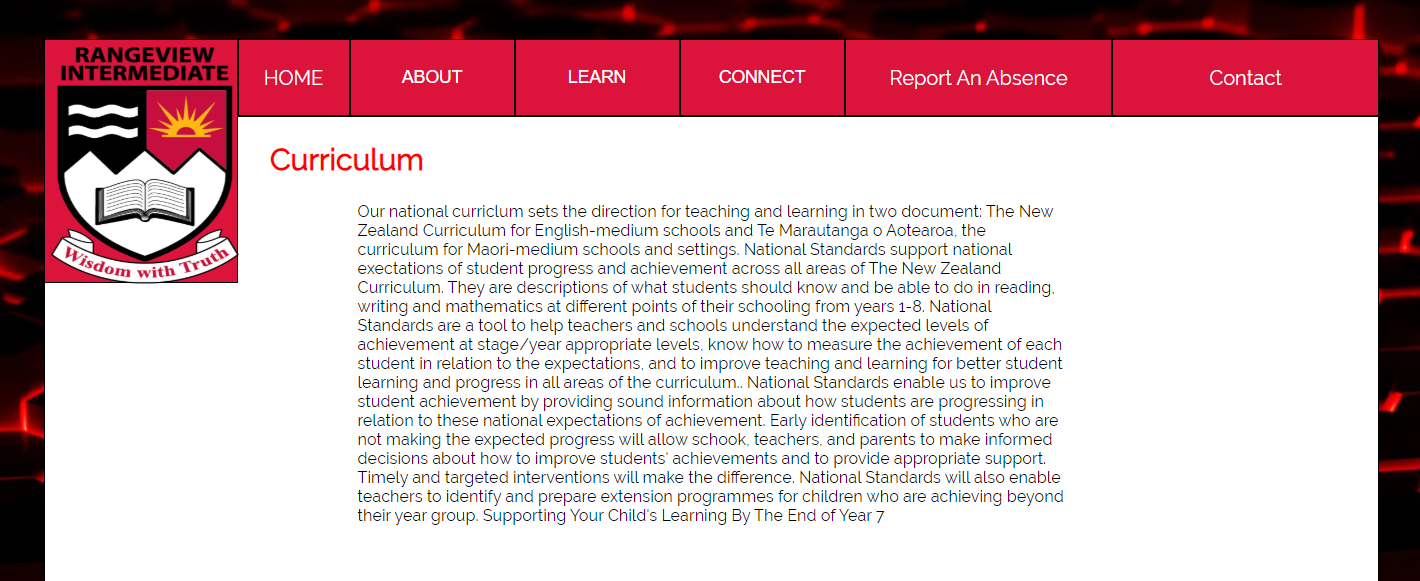 RANGEVIEW
INTERMEDIATE
Wisdom with Truth
HOME
ABOUT
LEARN
CONNECT
Report An Absence
Contact
Curriculum
Our national curriclum sets the direction for teaching and learning in two document; The New
Zealand Curriculum for English-medium schools and Te Marautanga o Aotearoa, the
curriculum for Maori-medium schools and settings. National Standards support national
exectations of student progress and achievement across all areas of The New Zealand
Curriculum. They are descriptions of what students should know and be able to do in reading,
writing and mathematics at different points of their schooling from years 1-8. National
Standards are a tool to help teachers and schools understand the expected levels of
achievement at stage/year appropriate levels, know how to measure the achievement of each
student in relation to the expectations, and to improve teaching and learning for better student
learning and progress in all areas of the curriculum.. National Standards enable us to improve
student achievement by providing sound information about how students are progressing in
relation to these national expectations of achievement. Early identification of students who are
not making the expected progress will allow schook, teachers, and parents to make informed
decisions about how to improve students' achievements and to provide appropriate support.
Timely and targeted interventions will make the difference. National Standards will also enable
teachers to identify and prepare extension programmes for children who are achieving beyond
their year group. Supporting Your Child's Learning By The End of Year 7